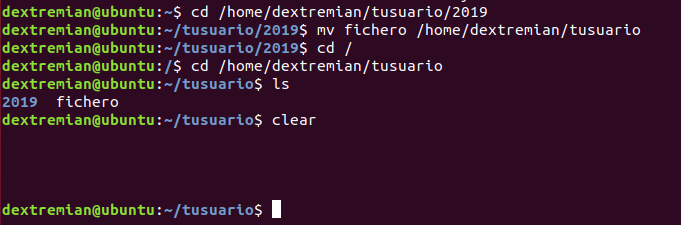 dextremian@ubuntu:~$ cd /home/dextremian/tusuario/2019
dextremian@ubuntu:~/tusuario/2019$ mv fichero /home/dextremian/tusuario
dextremian@ubuntu:~/tusuario/2019$ cd /
dextremian@ubuntu:/$ cd /home/dextremian/tusuario
dextremian@ubuntu:~/tusuario$ ls
2019  fichero
dextremian@ubuntu:~/tusuario$ clear
dextremian@ubuntu:~/tusuario$